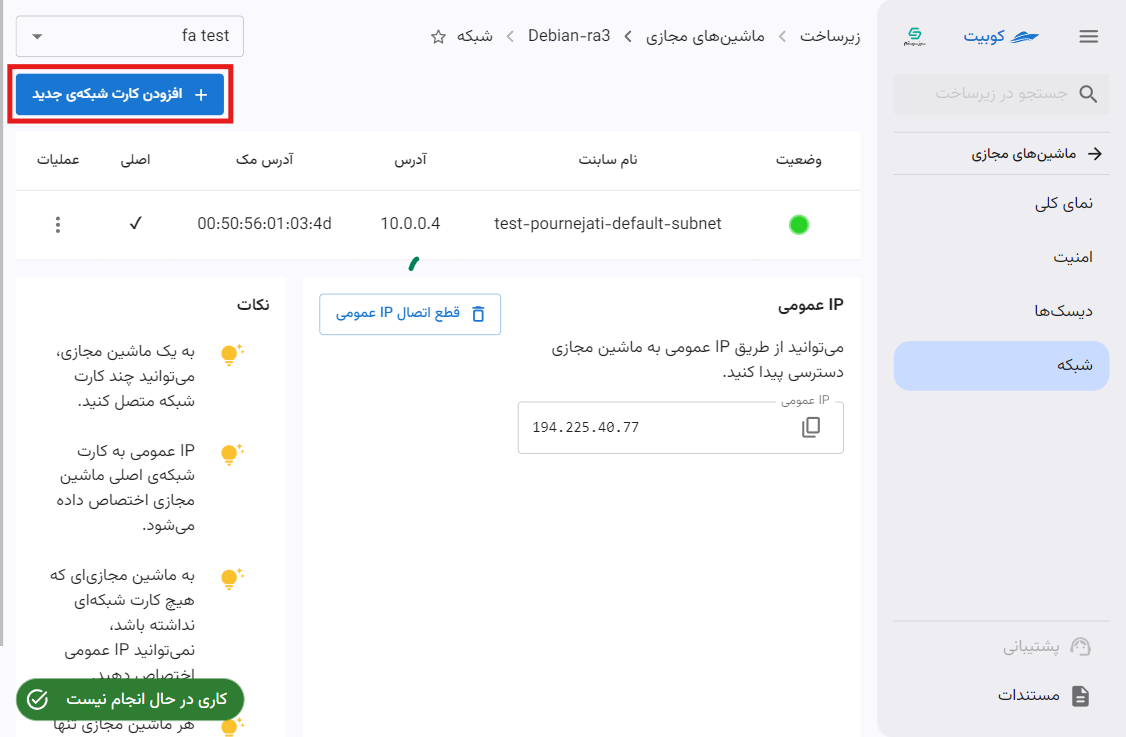 کوبیت
جستجو در زیرساخت
ماشین‌های مجازی
نمای کلی
امنیت
دیسک‌ها
شبکه
پشتیبانی
مستندات
زیرساخت > ماشین‌های مجازی > Debian-ra3 > شبکه
fa test
+ افزودن کارت شبکه‌ی جدید
وضعیت نام سابنت آدرس آدرس مک اصلی عملیات
test-pournejati-default-subnet 10.0.0.4 00:50:56:01:03:4d ✓
IP عمومی
قطع اتصال IP عمومی
می‌توانید از طریق IP عمومی به ماشین مجازی
دسترسی پیدا کنید.
IP عمومی
194.225.40.77
نکات
به یک ماشین مجازی،
می‌توانید چند کارت
شبکه متصل کنید.
IP عمومی به کارت
شبکه‌ی اصلی ماشین
مجازی اختصاص داده
می‌شود.
به ماشین مجازی‌ای که
هیچ کارت شبکه‌ای
نداشته باشد،
نمی‌توانید IP عمومی
اختصاص دهید.
کاری در حال انجام نیست
هر ماشین مجازی تنها